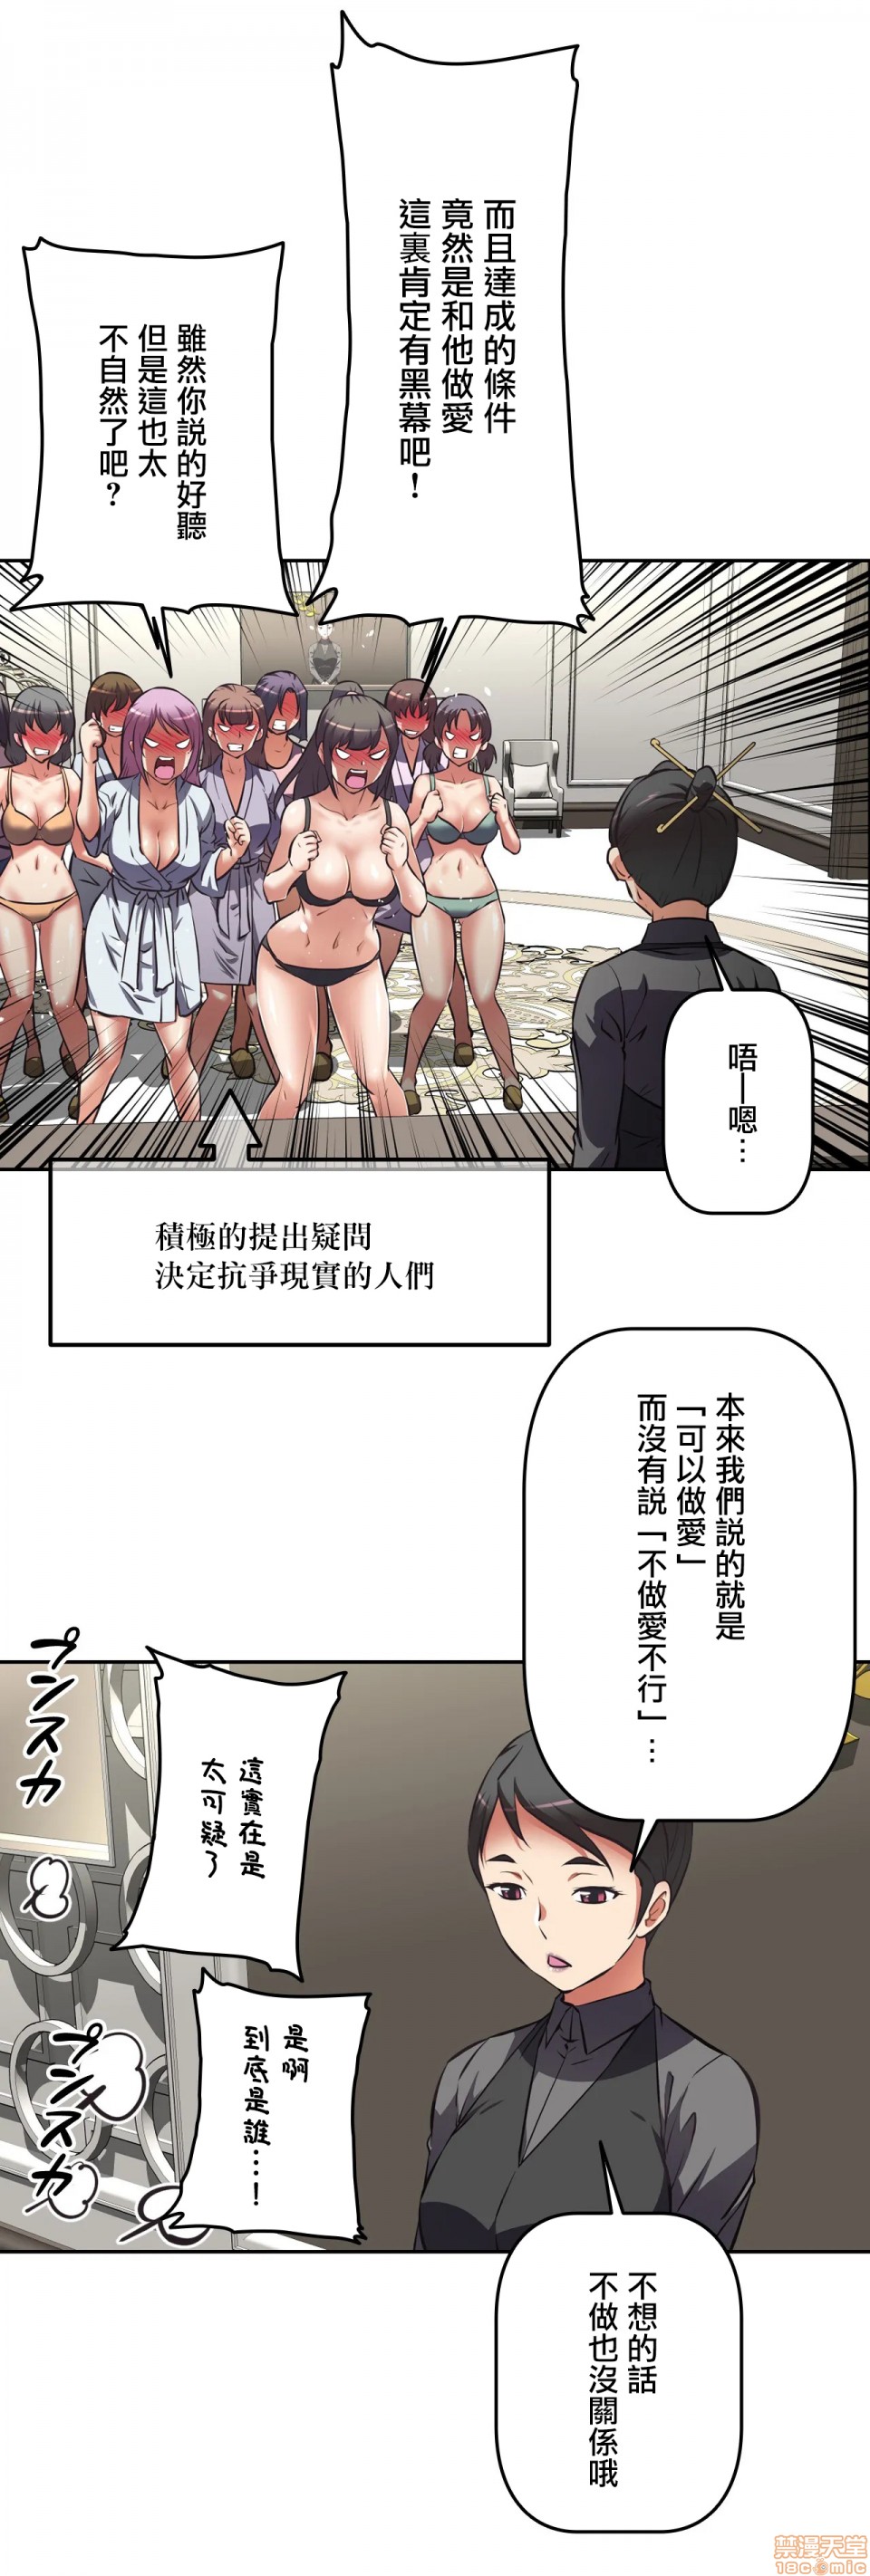 而且達成的條件
竟然是和他做愛
這裏肯定有黑幕吧！
雖然你説的好聽
但是這也太
不自然了吧？
唔—嗯…
積極的提出疑問
決定抗爭現實的人們
本來我們説的就是
「可以做愛」
而沒有説「不做愛不行」…
プンスカ
這實在是
太可疑了
是啊
到底是誰…！
プンスカ
不想的話
不做也沒關係哦
禁漫天堂
18comic